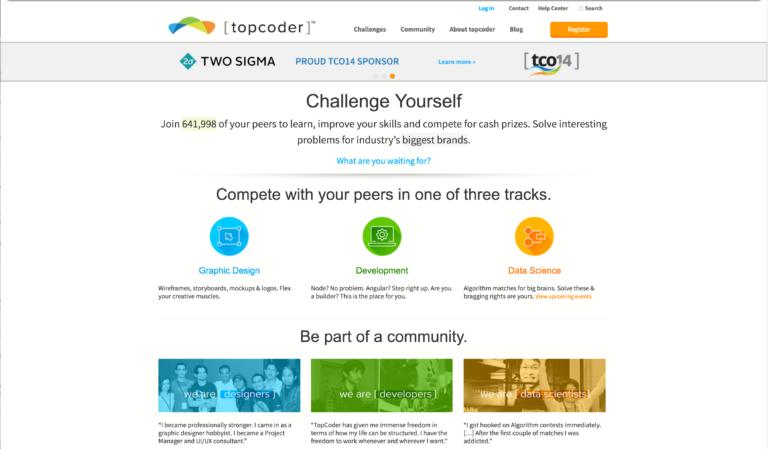 Log In Contact Help Center Search
[topcoder]™
Challenges Community About topcoder Blog Register
2σ TWO SIGMA PROUD TCO14 SPONSOR Learn more » [tco14]
Challenge Yourself
Join 641,998 of your peers to learn, improve your skills and compete for cash prizes. Solve interesting
problems for industry's biggest brands.
What are you waiting for?
Compete with your peers in one of three tracks.
Graphic Design
Wireframes, storyboards, mockups & logos. Flex
your creative muscles.
Development
Node? No problem. Angular? Step right up. Are you
a builder? This is the place for you.
Data Science
Algorithm matches for big brains. Solve these &
bragging rights are yours. View upcoming events
Be part of a community.
we are [ designers ]
"I became professionally stronger. I came in as a
graphic designer hobbyist. I became a Project
Manager and UI/UX consultant."
we are [ developers ]
"TopCoder has given me immense freedom in
terms of how my life can be structured. I have the
freedom to work whenever and wherever I want."
we are [ data scientists]
"I got hooked on Algorithm contests immediately.
[…] After the first couple of matches I was
addicted."